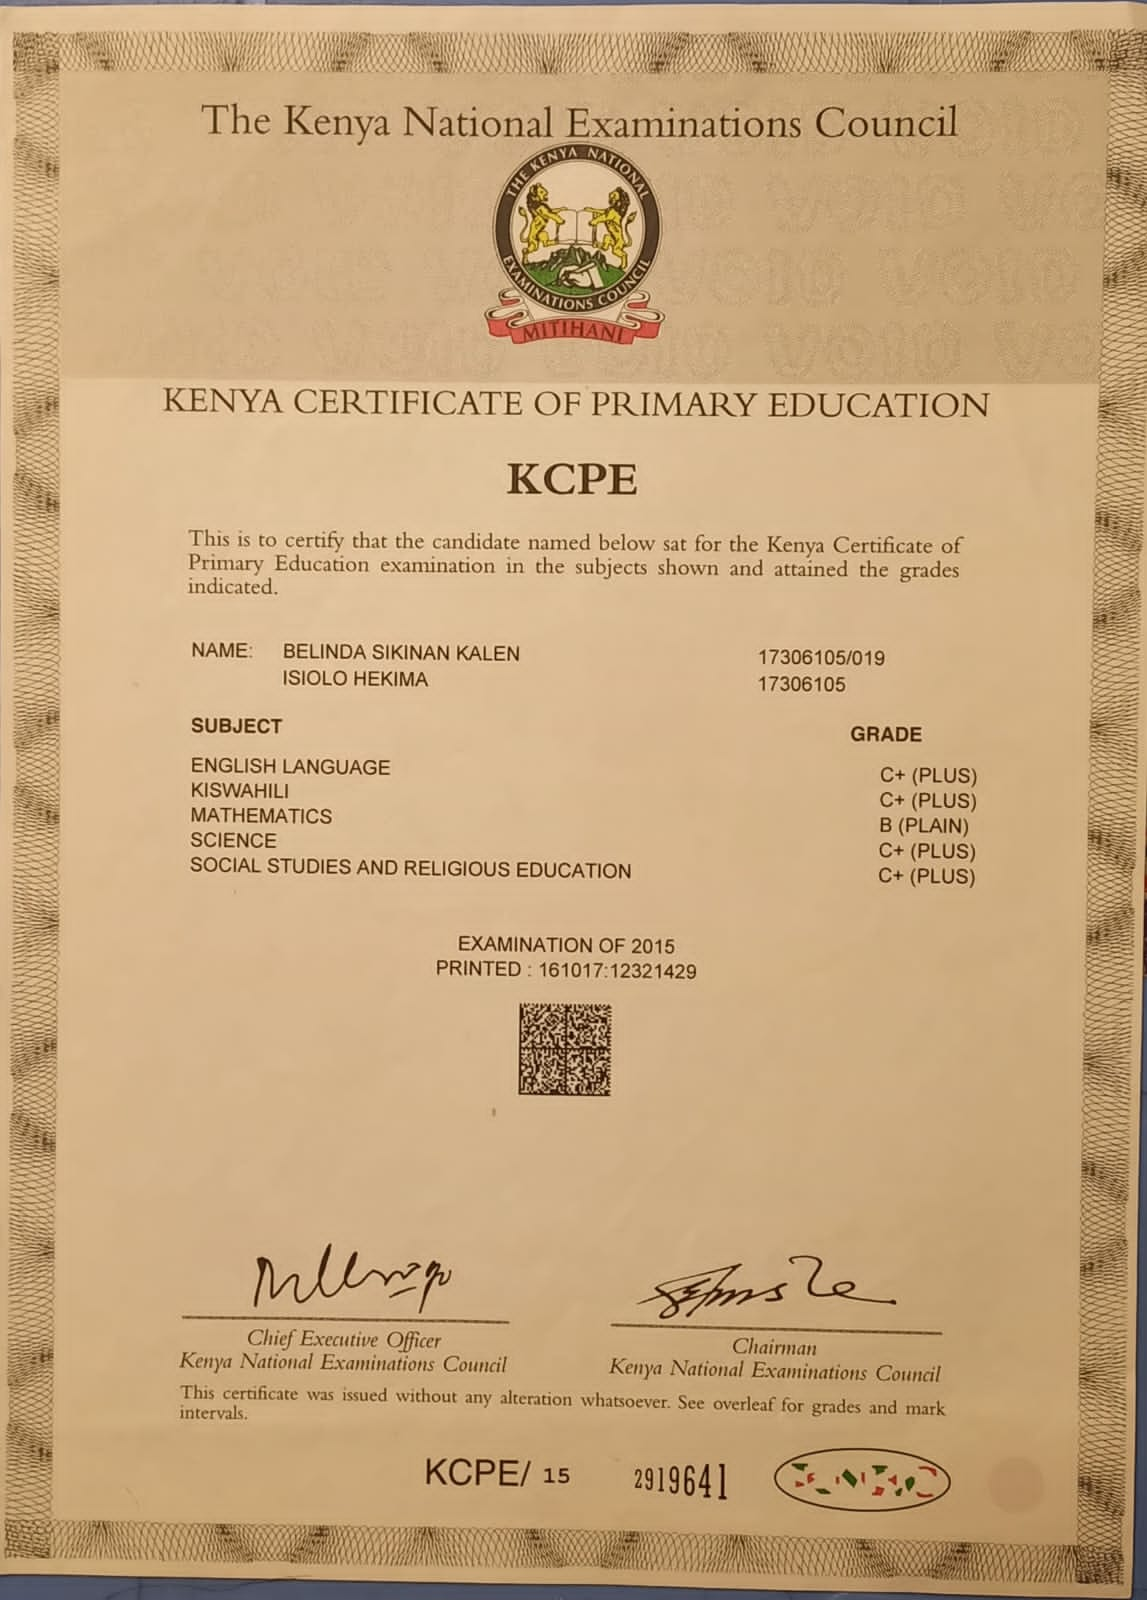 The Kenya National Examinations Council
THE KENYA NATIONAL
EXAMINATIONS COUNCIL
MITIHANI
KENYA CERTIFICATE OF PRIMARY EDUCATION
KCPE
This is to certify that the candidate named below sat for the Kenya Certificate of
Primary Education examination in the subjects shown and attained the grades
indicated.
NAME: BELINDA SIKINAN KALEN 17306105/019
ISIOLO HEKIMA 17306105
SUBJECT GRADE
ENGLISH LANGUAGE C+ (PLUS)
KISWAHILI C+ (PLUS)
MATHEMATICS B (PLAIN)
SCIENCE C+ (PLUS)
SOCIAL STUDIES AND RELIGIOUS EDUCATION C+ (PLUS)
EXAMINATION OF 2015
PRINTED : 161017:12321429
Chief Executive Officer
Kenya National Examinations Council
Chairman
Kenya National Examinations Council
This certificate was issued without any alteration whatsoever. See overleaf for grades and mark
intervals.
KCPE/ 15 2919641